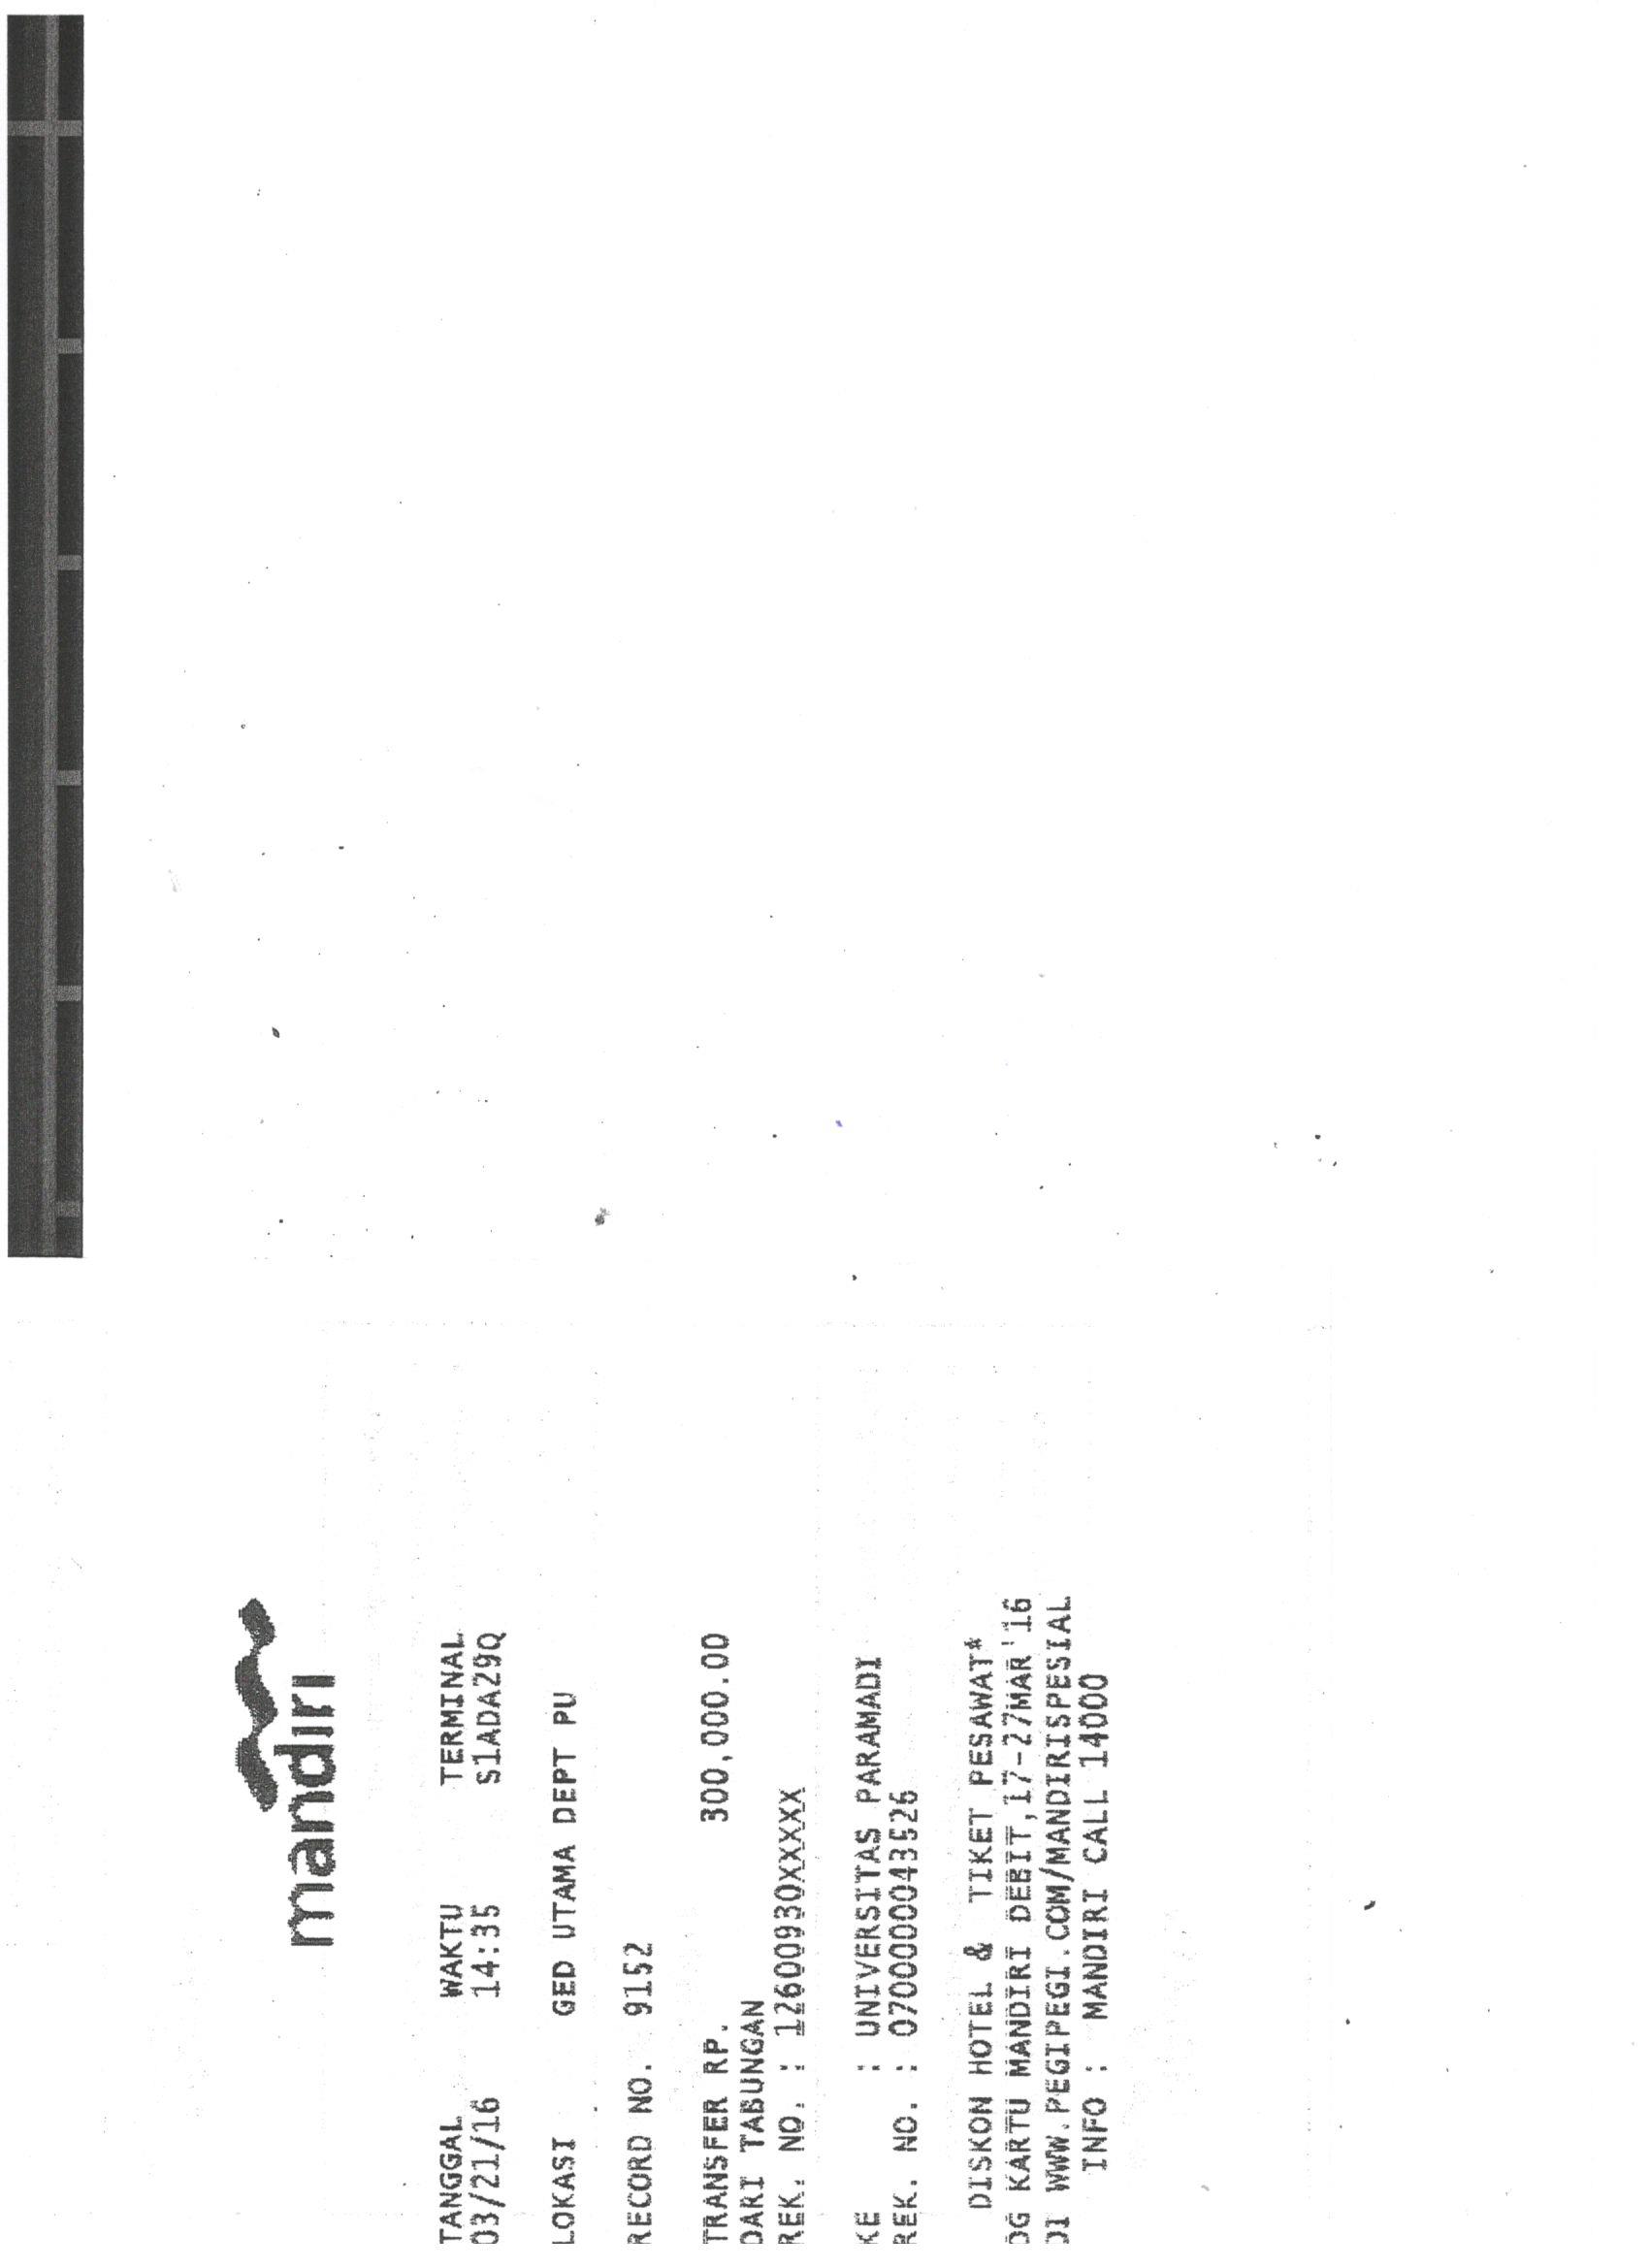 mandiri
TANGGAL WAKTU TERMINAL
03/21/16 14:35 S1ADAZ9Q
LOKASI GED UTAMA DEPT PU
RECORD NO. 9152
TRANSFER RP. 300,000.00
DARI TABUNGAN
REK. NO. : 12600930XXXXX
KE : UNIVERSITAS PARAMADI
REK. NO. : 0700000043526
DISKON HOTEL & TIKET PESAWAT*
DG KARTU MANDIRI DEBIT,17-27MAR'16
DI WWW.PEGIPEGI.COM/MANDIRISPESIAL
INFO : MANDIRI CALL 14000